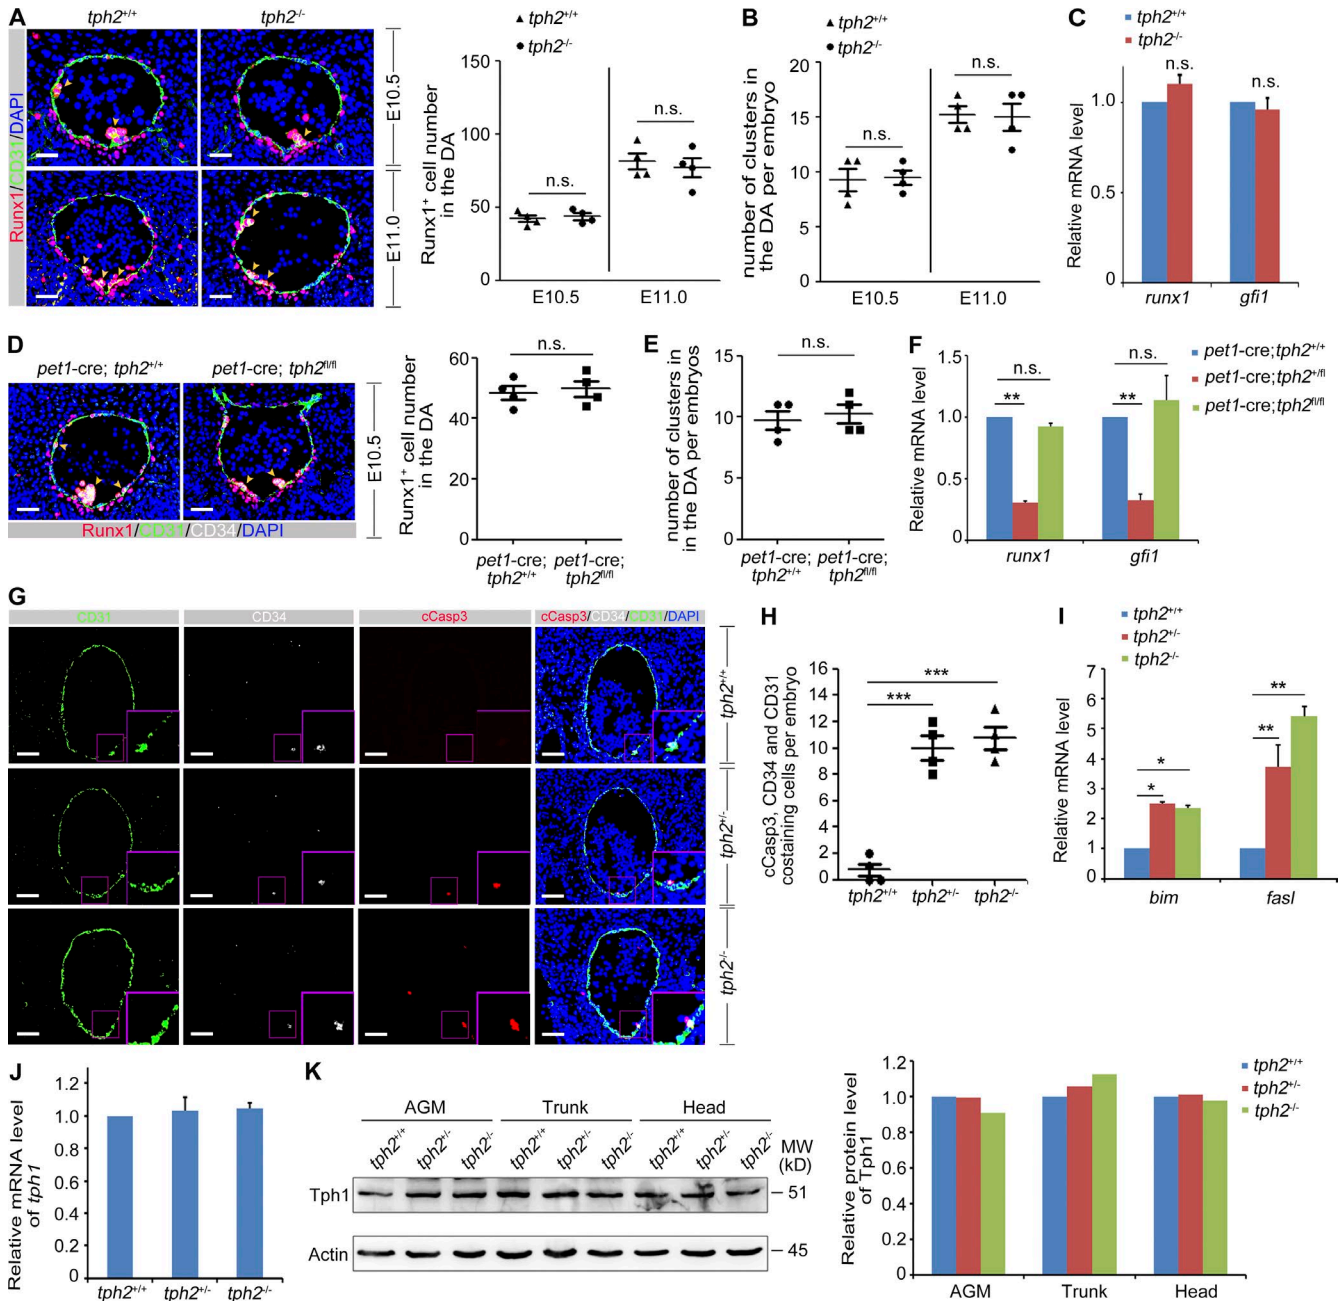 A
tph2+/+
tph2-/-
Runx1/CD31/DAPI
E10.5
E11.0
tph2+/+
tph2-/-
Runx1+ cell number
in the DA
100
50
0
n.s.
n.s.
E10.5
E11.0
B
tph2+/+
tph2-/-
number of clusters in
the DA per embryo
20
15
10
5
0
n.s.
n.s.
E10.5
E11.0
C
tph2+/+
tph2-/-
Relative mRNA level
1.0
0.5
0
n.s.
n.s.
runx1
gfi1
D
pet1-cre; tph2+/+
pet1-cre; tph2fl/fl
E10.5
Runx1/CD31/CD34/DAPI
Runx1+ cell number
in the DA
60
40
20
0
n.s.
pet1-cre;
tph2+/+
pet1-cre;
tph2fl/fl
E
number of clusters in
in the DA per embryos
15
10
5
0
n.s.
pet1-cre;
tph2+/+
pet1-cre;
tph2fl/fl
F
Relative mRNA level
1.5
1.0
0.5
0
**
n.s.
**
n.s.
runx1
gfi1
pet1-cre;tph2+/+
pet1-cre;tph2+/fl
pet1-cre;tph2fl/fl
G
CD31
CD34
cCasp3
cCasp3/CD34/CD31/DAPI
tph2+/+
tph2+/-
tph2-/-
H
cCasp3, CD34 and CD31
costaining cells per embryo
16
14
12
10
8
6
4
2
0
***
***
tph2+/+
tph2+/-
tph2-/-
I
tph2+/+
tph2+/-
tph2-/-
Relative mRNA level
7
6
5
4
3
2
1
0
*
*
**
**
bim
fasl
J
Relative mRNA level
of tph1
1.2
1.0
0.8
0.6
0.4
0.2
0
tph2+/+
tph2+/-
tph2-/-
K
AGM
Trunk
Head
tph2+/+
tph2+/-
tph2-/-
tph2+/+
tph2+/-
tph2-/-
tph2+/+
tph2+/-
tph2-/-
MW
(kD)
Tph1
51
Actin
45
Relative protein level
of Tph1
1.2
1.0
0.8
0.6
0.4
0.2
0
AGM
Trunk
Head
tph2+/+
tph2+/-
tph2-/-